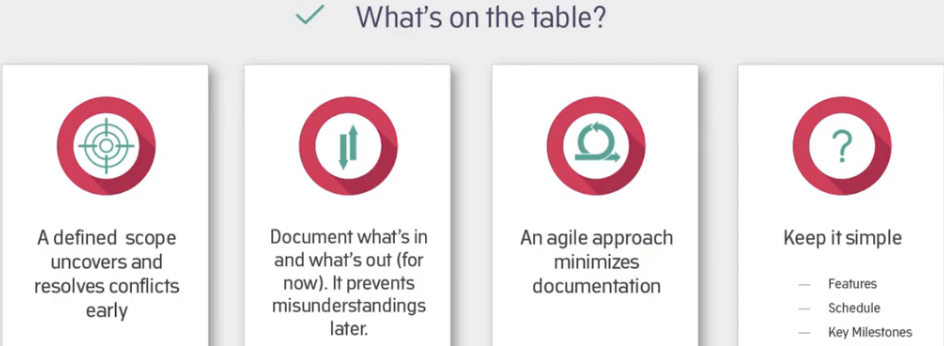 What's on the table?
A defined scope
uncovers and
resolves conflicts
early
Document what's in
and what's out (for
now). It prevents
misunderstandings
later.
An agile approach
minimizes
documentation
?
Keep it simple
— Features
— Schedule
— Key Milestones